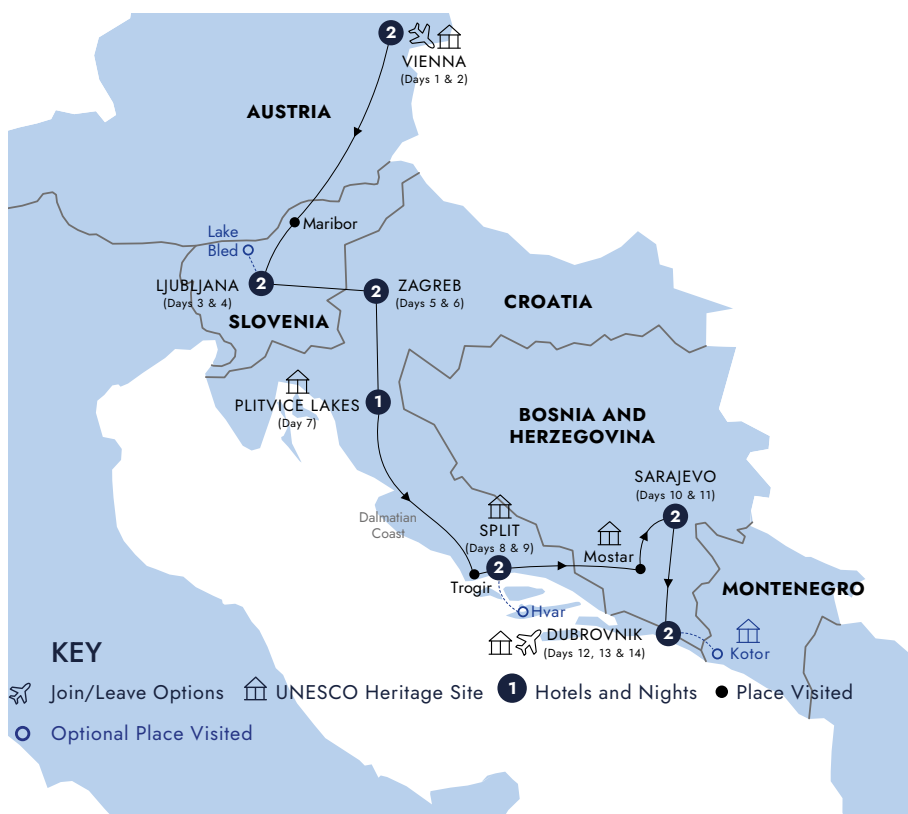 2
VIENNA
(Days 1 & 2)
AUSTRIA
Maribor
Lake
Bled
LJUBLJANA
(Days 3 & 4)
2
2
ZAGREB
(Days 5 & 6)
CROATIA
SLOVENIA
PLITVICE LAKES
(Day 7)
1
BOSNIA AND
HERZEGOVINA
SARAJEVO
(Days 10 & 11)
2
Dalmatian
Coast
SPLIT
(Days 8 & 9)
2
Mostar
Trogir
MONTENEGRO
Hvar
DUBROVNIK
(Days 12, 13 & 14)
2
Kotor
KEY
Join/Leave Options
UNESCO Heritage Site
1 Hotels and Nights
Place Visited
Optional Place Visited